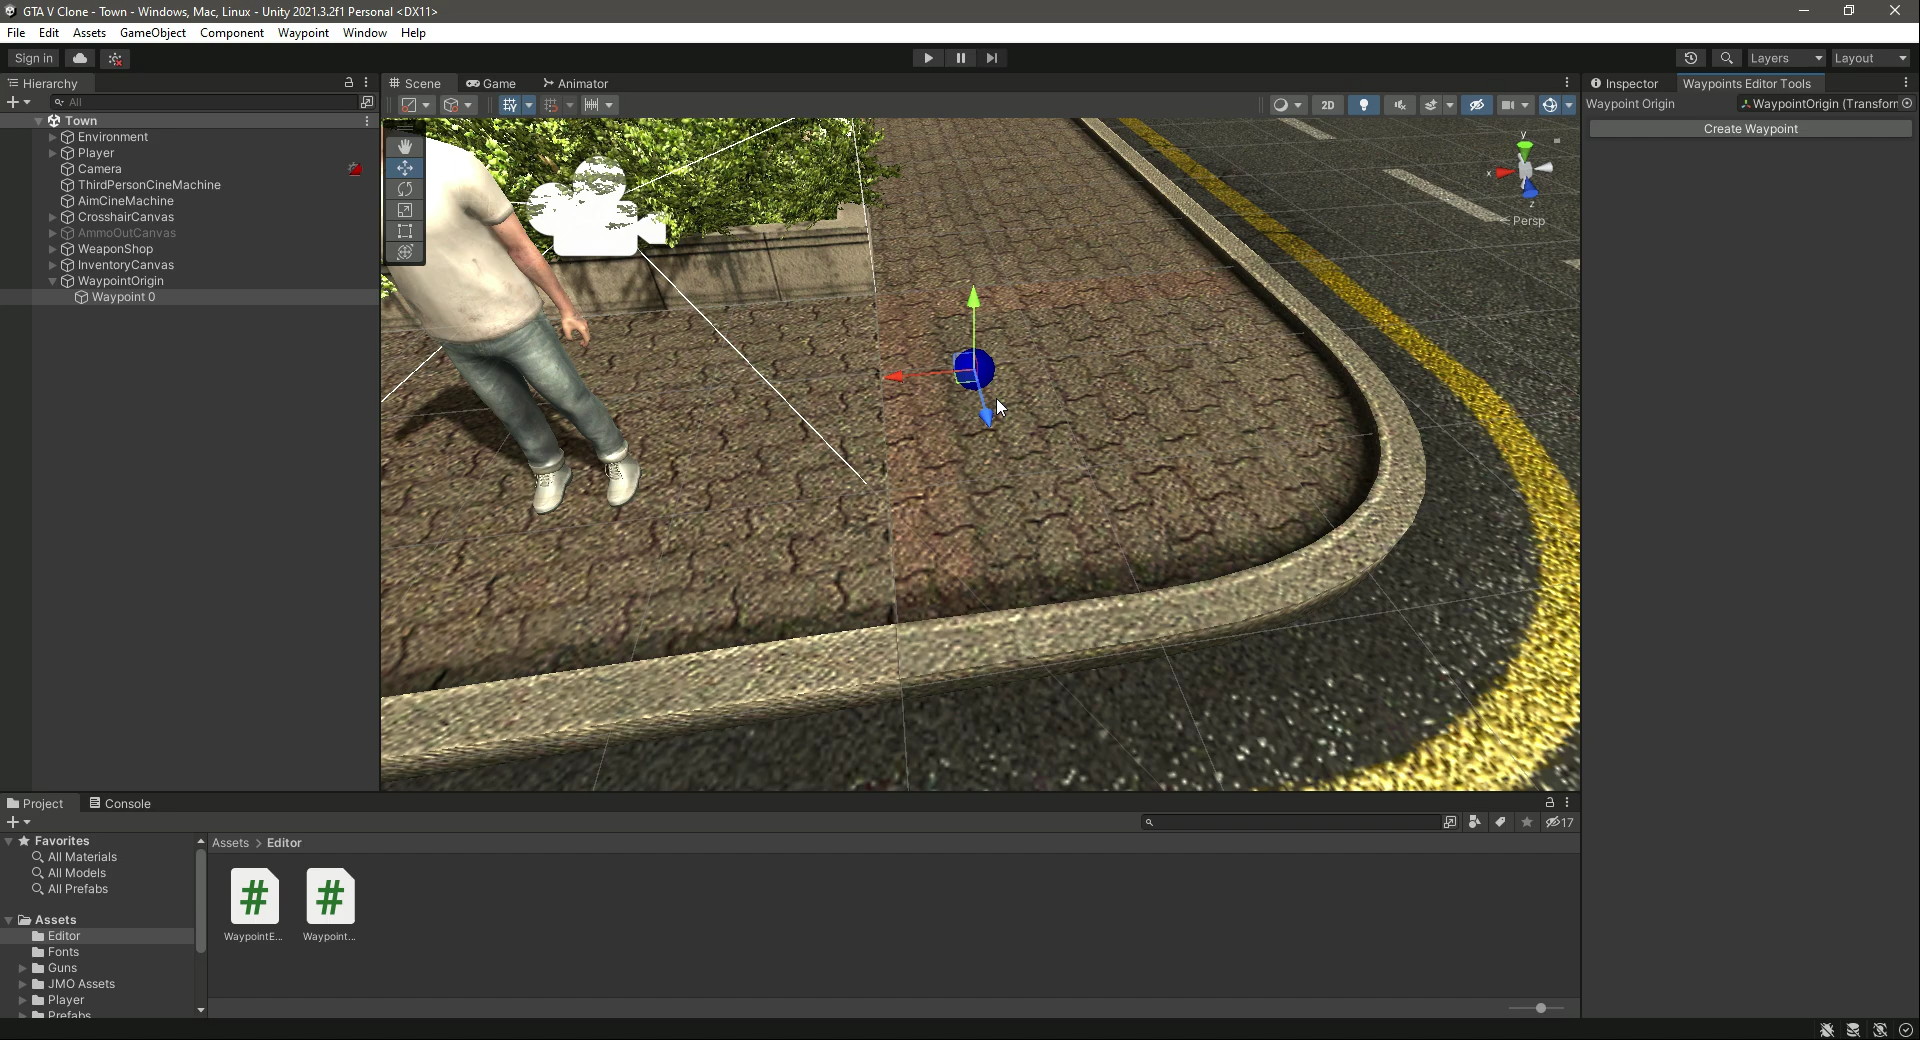 GTA V Clone - Town - Windows, Mac, Linux - Unity 2021.3.2f1 Personal <DX11>
File Edit Assets GameObject Component Waypoint Window Help
Sign in
Layers
Layout
Hierarchy
All
Town
Environment
Player
Camera
ThirdPersonCineMachine
AimCineMachine
CrosshairCanvas
AmmoOutCanvas
WeaponShop
InventoryCanvas
WaypointOrigin
Waypoint 0
Scene Game Animator
2D
y
x
z
Persp
Inspector Waypoints Editor Tools
Waypoint Origin WaypointOrigin (Transform
Create Waypoint
Project Console
17
Favorites
All Materials
All Models
All Prefabs
Assets
Editor
Fonts
Guns
JMO Assets
Player
Prefabs
Assets > Editor
# #
WaypointE... Waypoint...